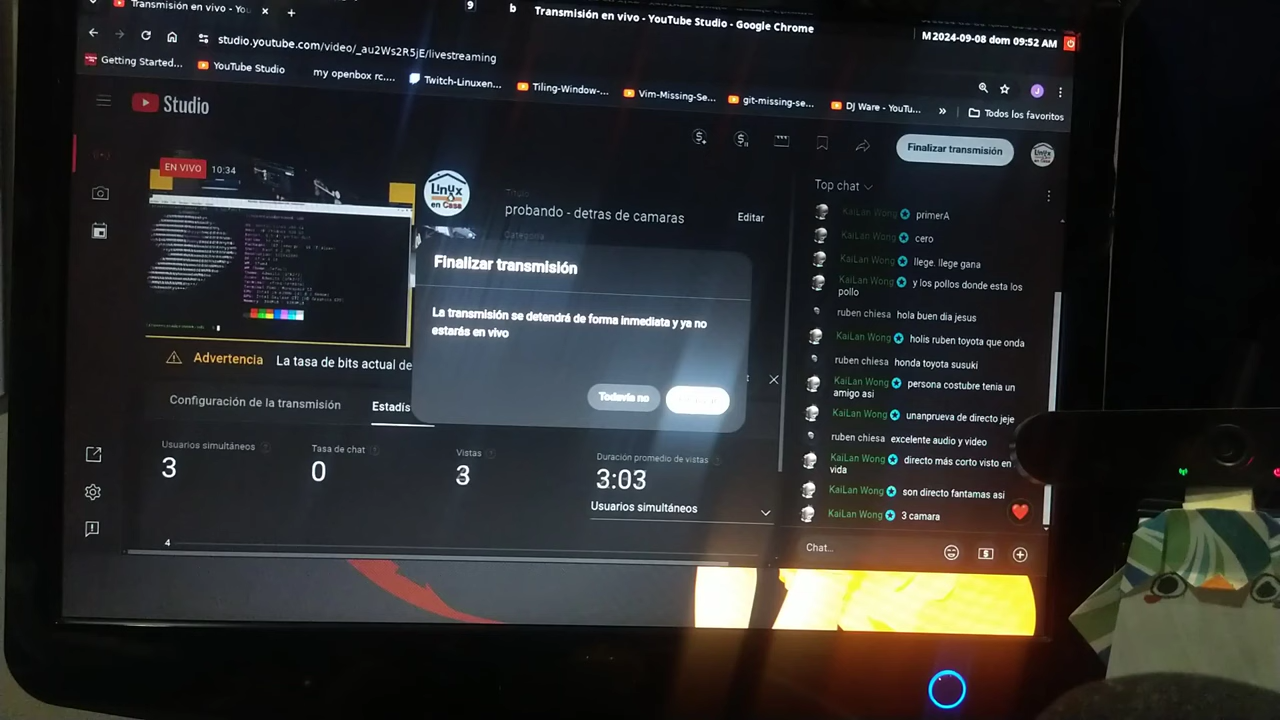 Transmisión en vivo - You
9
b
Transmisión en vivo - YouTube Studio - Google Chrome
M 2024-09-08 dom 09:52 AM
studio.youtube.com/video/_au2Ws2R5jE/livestreaming
Getting Started...
YouTube Studio
my openbox rc....
Twitch-Linuxen...
Tiling-Window-...
Vim-Missing-Se...
git-missing-se...
DJ Ware - YouTu...
»
Todos los favoritos
Studio
Finalizar transmisión
EN VIVO 10:34
Linux
en Casa
probando - detras de camaras
Editar
Finalizar transmisión
La transmisión se detendrá de forma inmediata y ya no
estarás en vivo
Todavía no
Advertencia La tasa de bits actual de
Configuración de la transmisión
Estadís
Usuarios simultáneos
3
Tasa de chat
0
Vistas
3
Duración promedio de vistas
3:03
Usuarios simultáneos
4
Top chat
KaiLan Wong primerA
KaiLan Wong cero
KaiLan Wong llege. llege gana
KaiLan Wong y los pollos donde esta los
pollo
ruben chiesa hola buen dia jesus
KaiLan Wong holis ruben toyota que onda
ruben chiesa honda toyota susuki
KaiLan Wong persona costubre tenia un
amigo asi
KaiLan Wong unanprueva de directo jeje
ruben chiesa excelente audio y video
KaiLan Wong directo más corto visto en
vida
KaiLan Wong son directo fantamas asi
KaiLan Wong 3 camara
Chat...